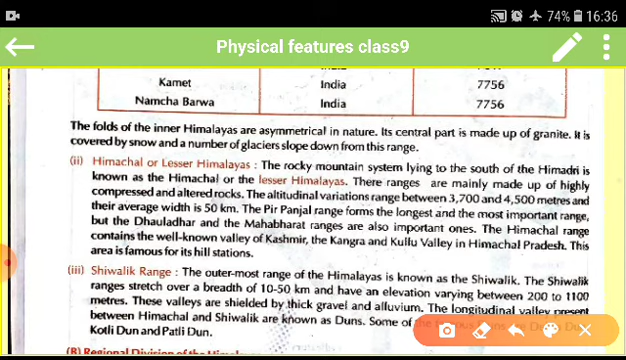 74% 16:36
Physical features class9
Kamet India 7756
Namcha Barwa India 7756
The folds of the inner Himalayas are asymmetrical in nature. Its central part is made up of granite. It is
covered by snow and a number of glaciers slope down from this range.
(ii) Himachal or Lesser Himalayas : The rocky mountain system lying to the south of the Himadri is
known as the Himachal or the lesser Himalayas. There ranges are mainly made up of highly
compressed and altered rocks. The altitudinal variations range between 3,700 and 4,500 metres and
their average width is 50 km. The Pir Panjal range forms the longest and the most important range,
but the Dhauladhar and the Mahabharat ranges are also important ones. The Himachal range
contains the well-known valley of Kashmir, the Kangra and Kullu Valley in Himachal Pradesh. This
area is famous for its hill stations.
(iii) Shiwalik Range : The outer-most range of the Himalayas is known as the Shiwalik. The Shiwalik
ranges stretch over a breadth of 10-50 km and have an elevation varying between 200 to 1100
metres. These valleys are shielded by thick gravel and alluvium. The longitudinal valley present
between Himachal and Shiwalik are known as Duns. Some of
Kotli Dun and Patli Dun.
(B) Regional Division of the